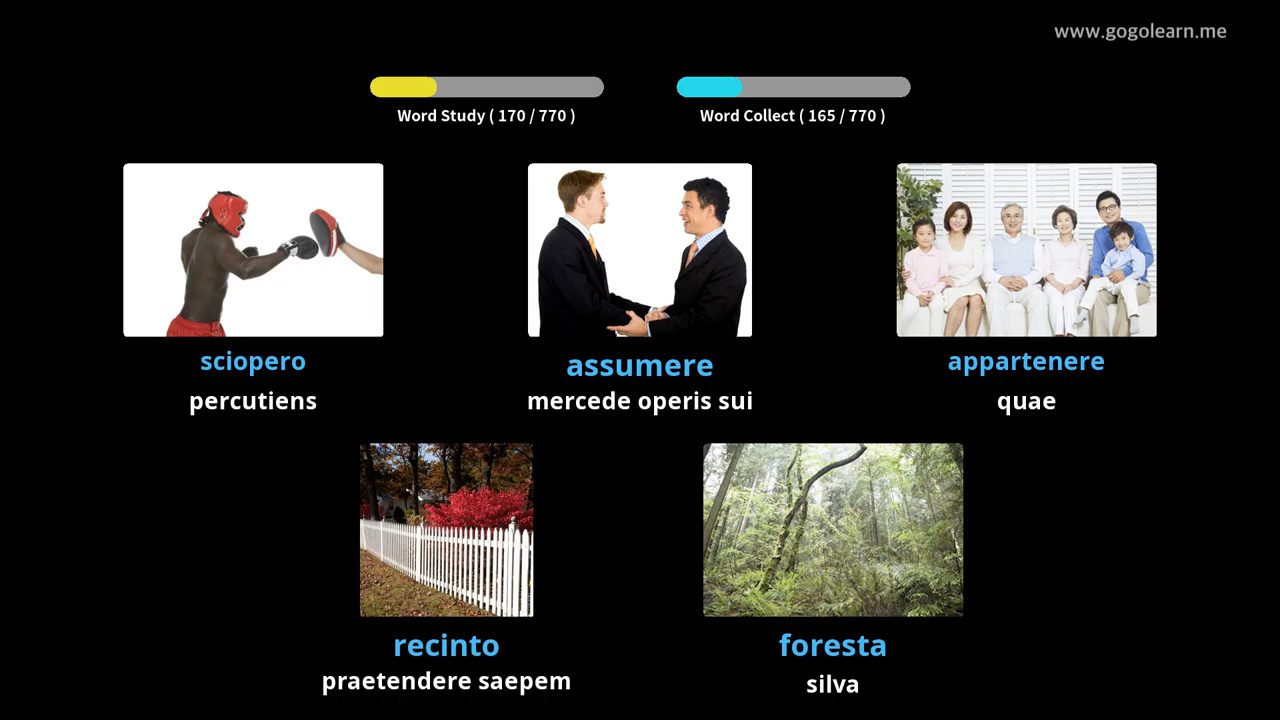 www.gogolearn.me
Word Study ( 170 / 770 )
Word Collect ( 165 / 770 )
sciopero
percutiens
assumere
mercede operis sui
appartenere
quae
recinto
praetendere saepem
foresta
silva